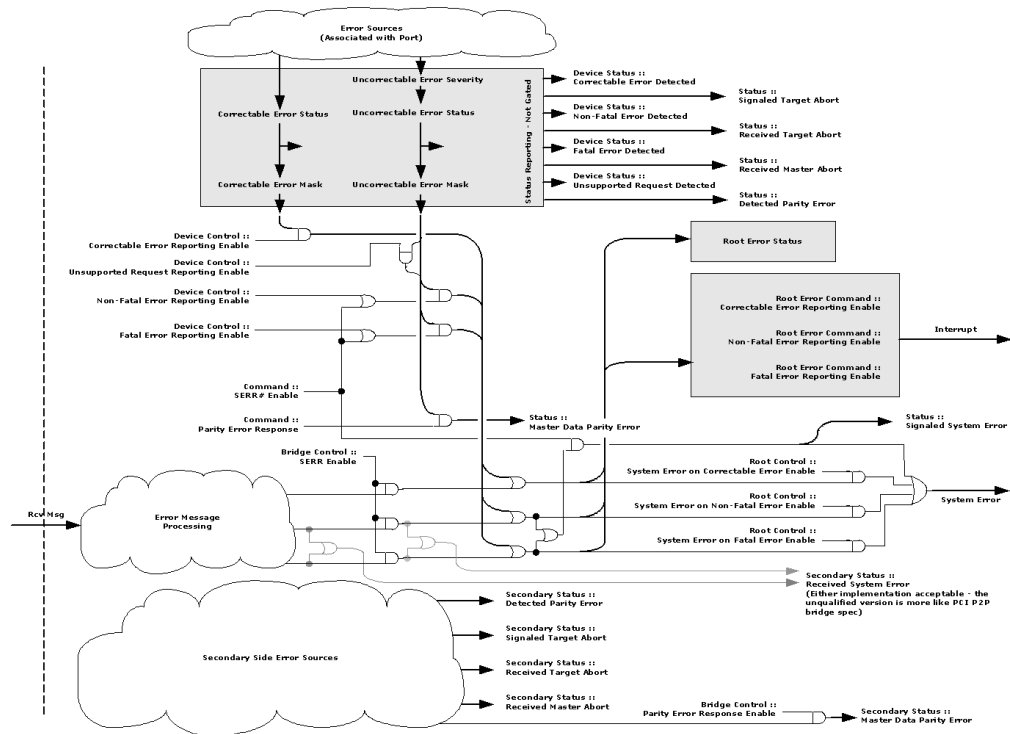 Error Sources
(Associated with Port)
Uncorrectable Error Severity
Correctable Error Status
Uncorrectable Error Status
Correctable Error Mask
Uncorrectable Error Mask
Status Reporting - Not Gated
Device Status ::
Correctable Error Detected
Status ::
Signaled Target Abort
Device Status ::
Non-Fatal Error Detected
Status ::
Received Target Abort
Device Status ::
Fatal Error Detected
Status ::
Received Master Abort
Device Status ::
Unsupported Request Detected
Status ::
Detected Parity Error
Device Control ::
Correctable Error Reporting Enable
Device Control ::
Unsupported Request Reporting Enable
Device Control ::
Non-Fatal Error Reporting Enable
Device Control ::
Fatal Error Reporting Enable
Root Error Status
Root Error Command ::
Correctable Error Reporting Enable
Root Error Command ::
Non-Fatal Error Reporting Enable
Root Error Command ::
Fatal Error Reporting Enable
Interrupt
Command ::
SERR# Enable
Command ::
Parity Error Response
Status ::
Master Data Parity Error
Status ::
Signaled System Error
Bridge Control ::
SERR Enable
Root Control ::
System Error on Correctable Error Enable
Root Control ::
System Error on Non-Fatal Error Enable
Root Control ::
System Error on Fatal Error Enable
System Error
Rcv Msg
Error Message
Processing
Secondary Status ::
Received System Error
(Either implementation acceptable - the
unqualified version is more like PCI P2P
bridge spec)
Secondary Side Error Sources
Secondary Status ::
Detected Parity Error
Secondary Status ::
Signaled Target Abort
Secondary Status ::
Received Target Abort
Secondary Status ::
Received Master Abort
Bridge Control ::
Parity Error Response Enable
Secondary Status ::
Master Data Parity Error